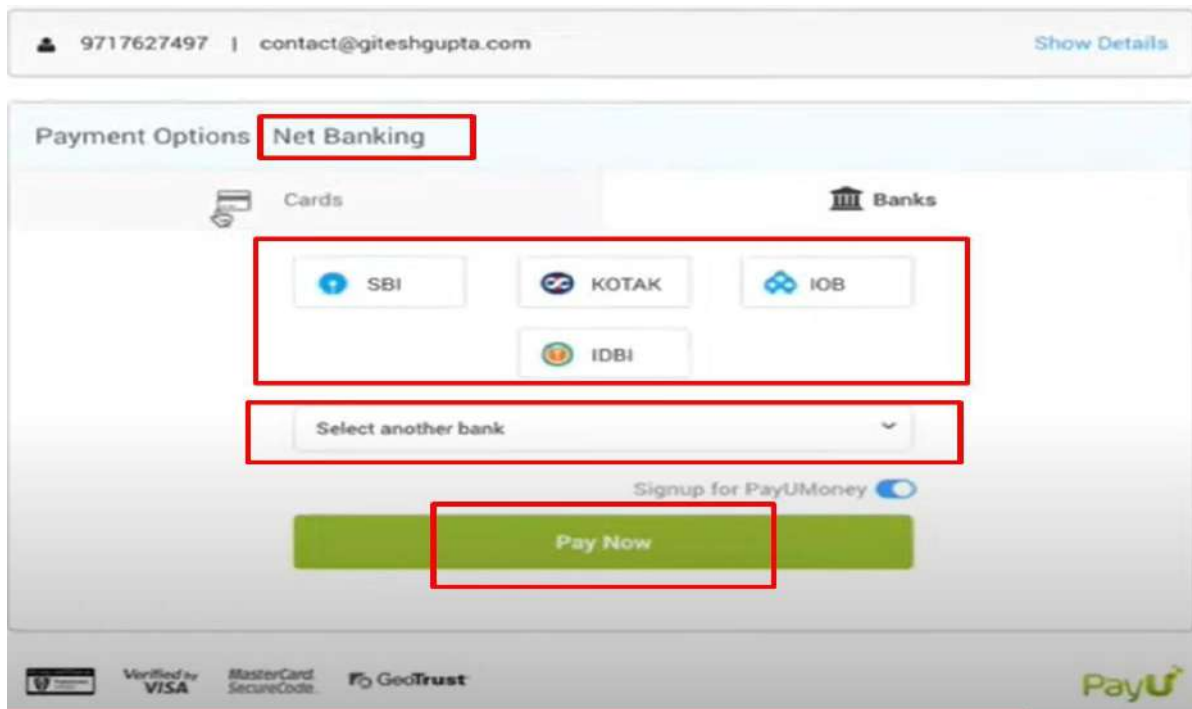 9717627497 | contact@giteshgupta.com Show Details
Payment Options Net Banking
Cards Banks
SBI KOTAK IOB
IDBI
Select another bank
Signup for PayUMoney
Pay Now
Verified by VISA MasterCard SecureCode. GeoTrust PayU